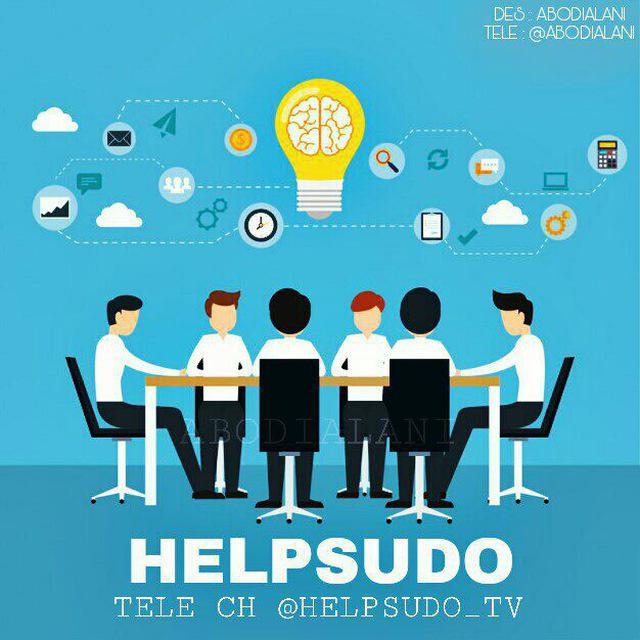 DES : ABODIALANI
TELE : @ABODIALANI
ABODIALANI
HELPSUDO
TELE CH @HELPSUDO_TV